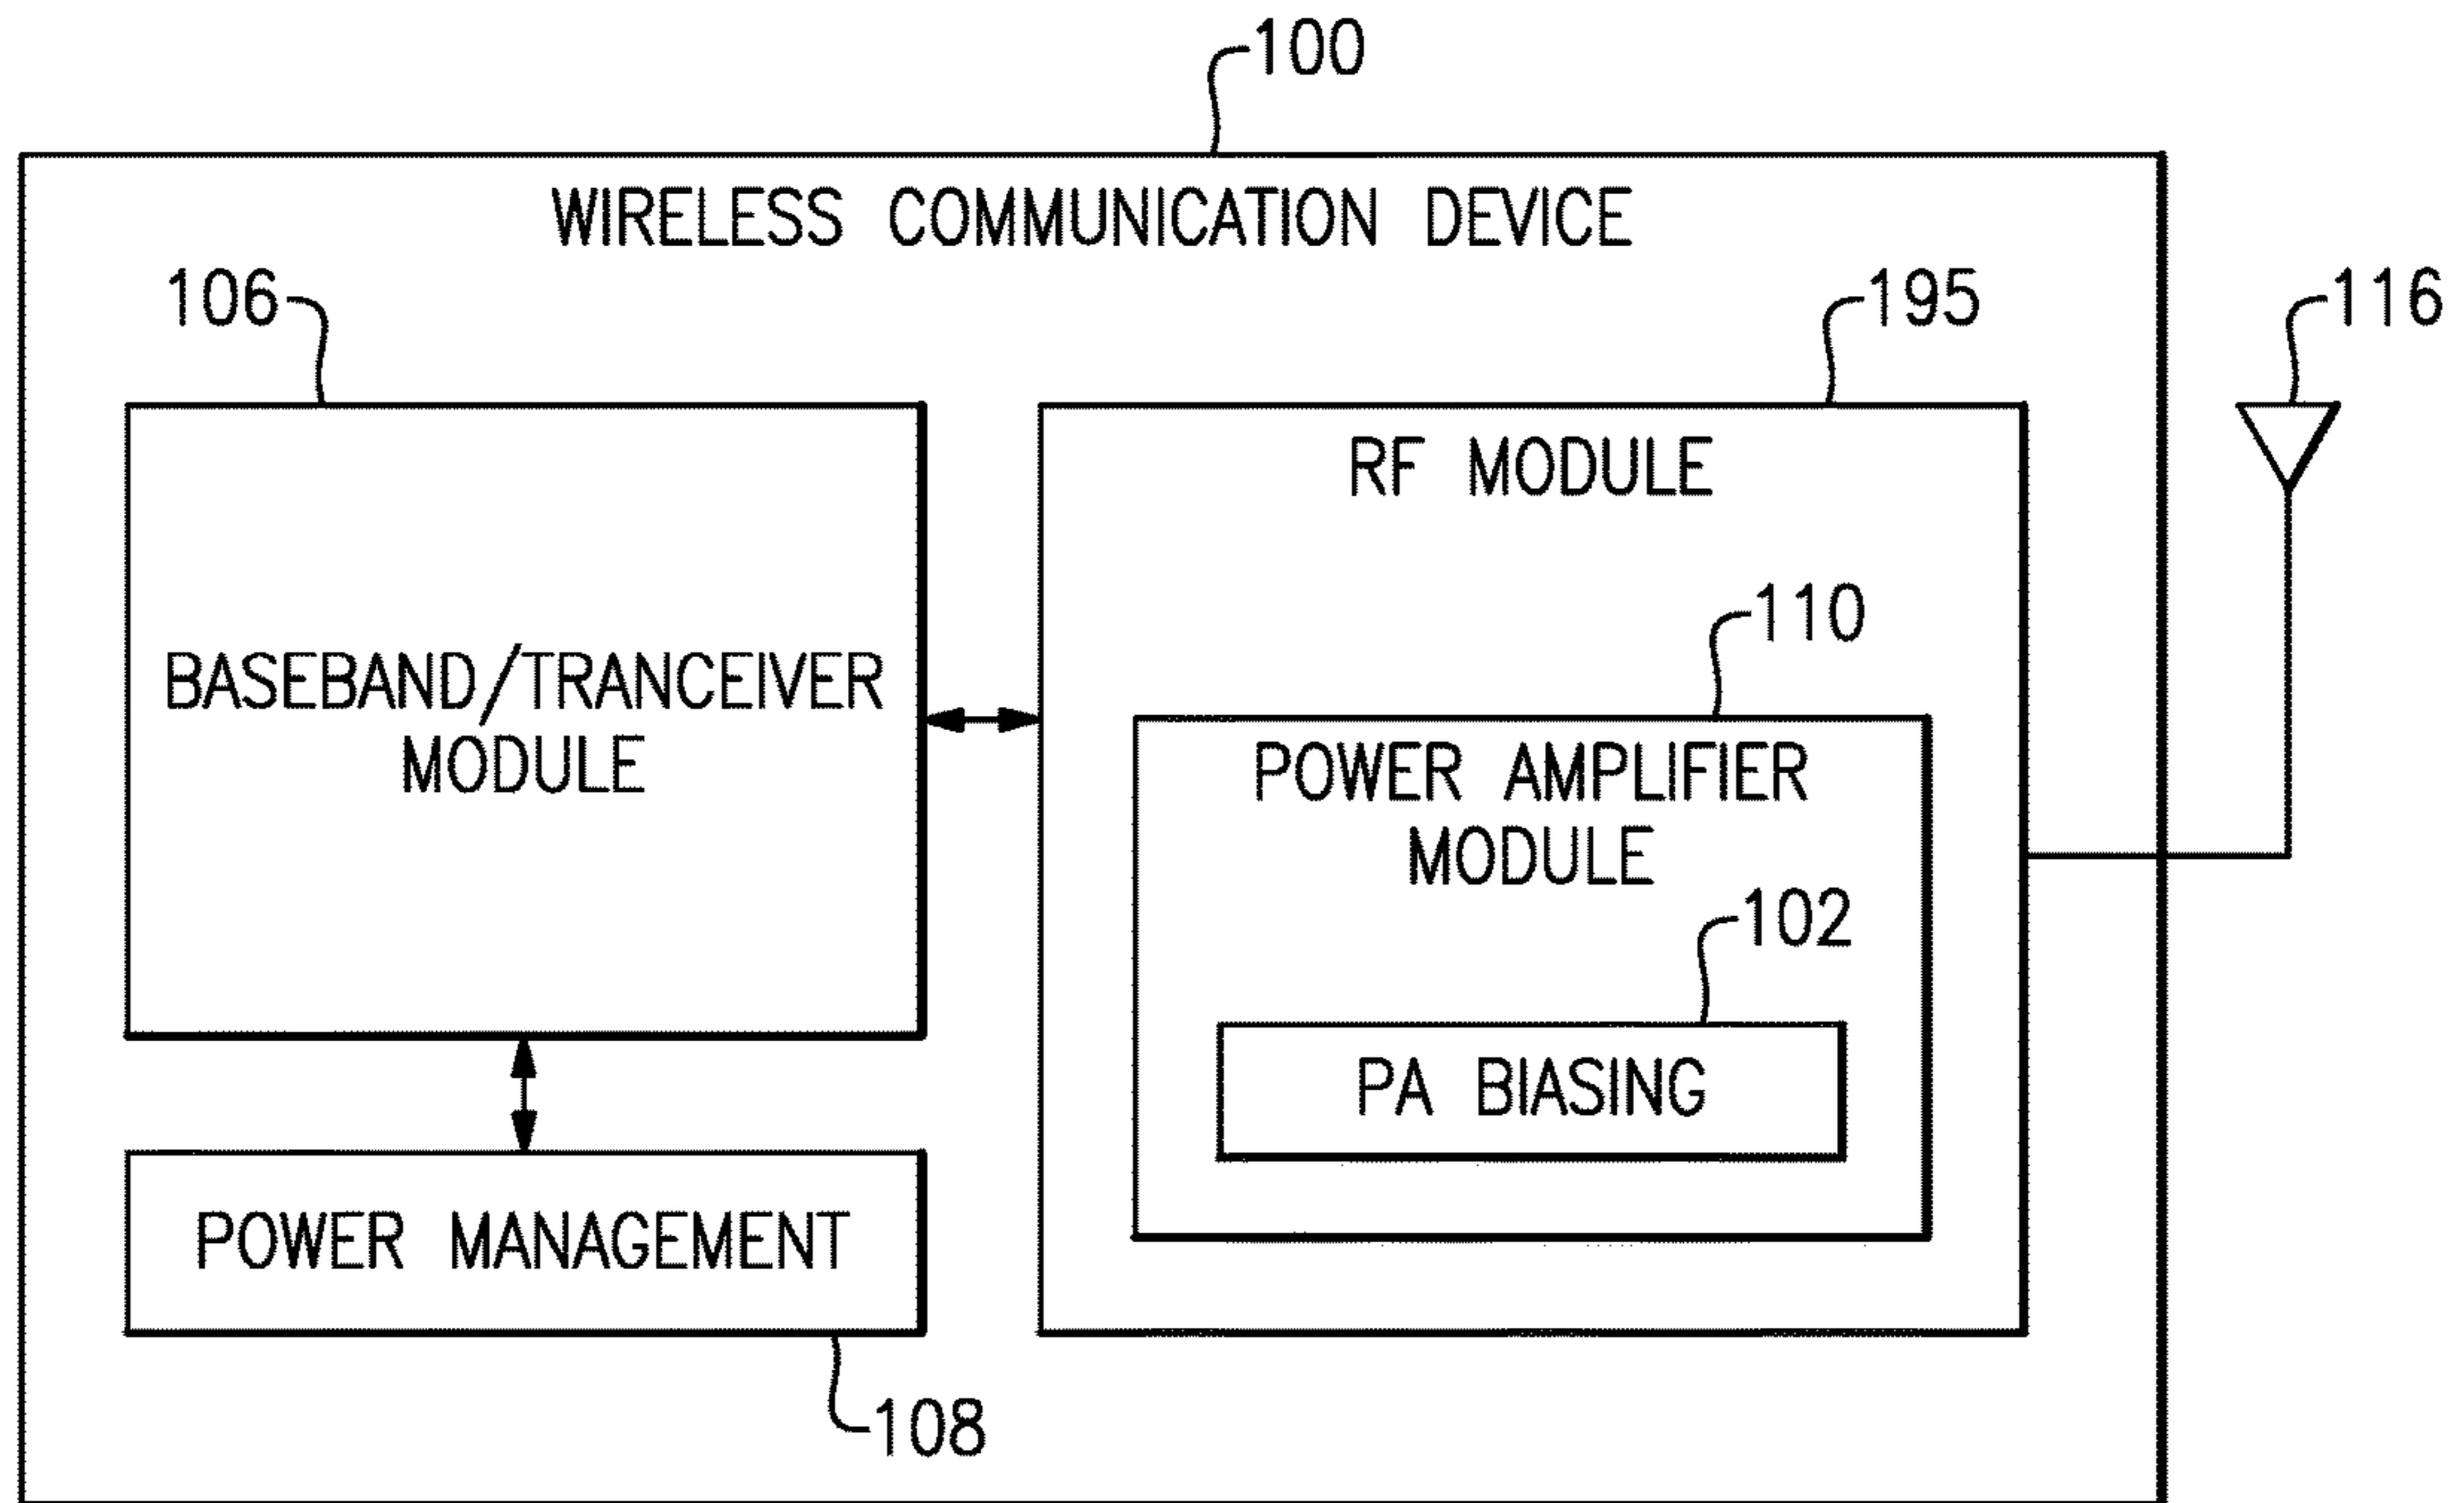 100
WIRELESS COMMUNICATION DEVICE
106
195
116
RF MODULE
110
BASEBAND/TRANCEIVER
MODULE
POWER AMPLIFIER
MODULE
102
PA BIASING
POWER MANAGEMENT
108